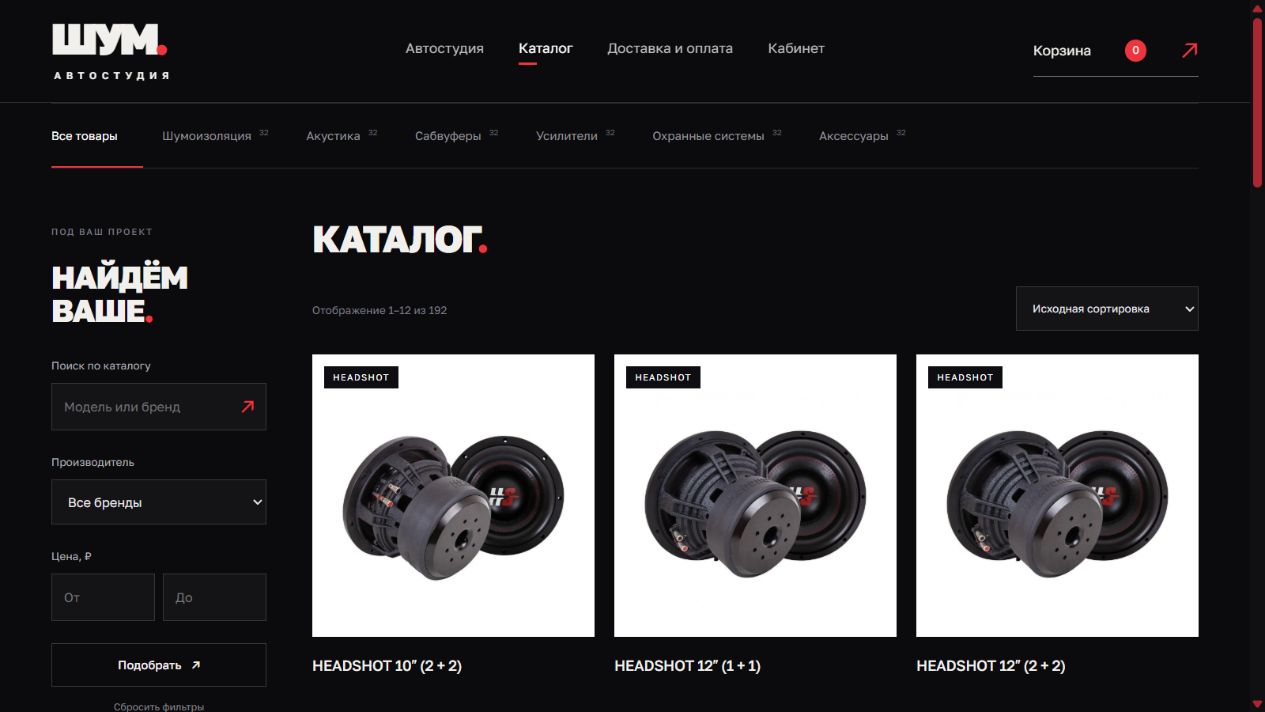 ШУМ.
АВТОСТУДИЯ
Автостудия
Каталог
Доставка и оплата
Кабинет
Корзина 0
Все товары
Шумоизоляция 32
Акустика 32
Сабвуферы 32
Усилители 32
Охранные системы 32
Аксессуары 32
ПОД ВАШ ПРОЕКТ
НАЙДЁМ
ВАШЕ.
Поиск по каталогу
Модель или бренд
Производитель
Все бренды
Цена, ₽
От
До
Подобрать
Сбросить фильтры
КАТАЛОГ.
Отображение 1–12 из 192
Исходная сортировка
HEADSHOT
HS
HEADSHOT 10″ (2 + 2)
HEADSHOT
HS
HEADSHOT 12″ (1 + 1)
HEADSHOT
HS
HEADSHOT 12″ (2 + 2)